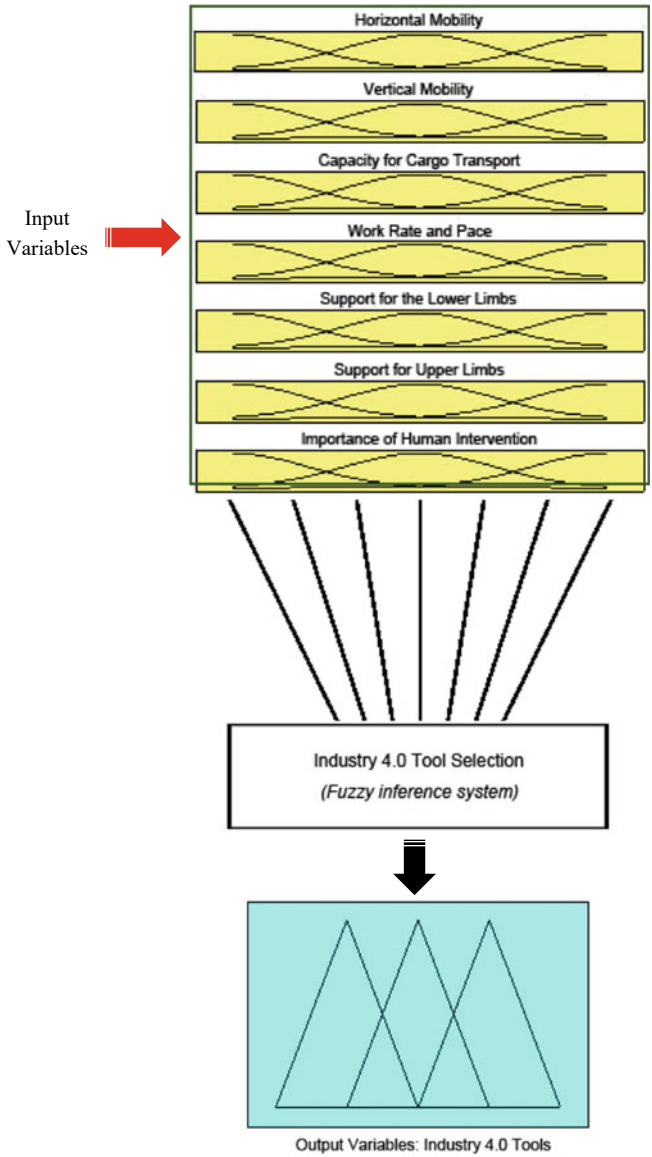 Horizontal Mobility
Vertical Mobility
Capacity for Cargo Transport
Input
Variables
Work Rate and Pace
Support for the Lower Limbs
Support for Upper Limbs
Importance of Human Intervention
Industry 4.0 Tool Selection
(Fuzzy inference system)
Output Variables: Industry 4.0 Tools